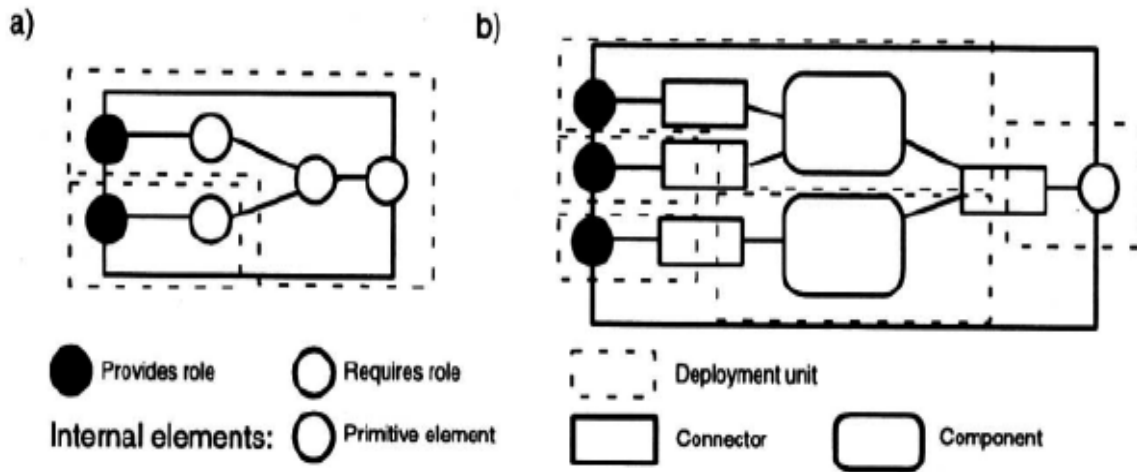 a)
b)
Provides role
Requires role
Deployment unit
Internal elements:
Primitive element
Connector
Component